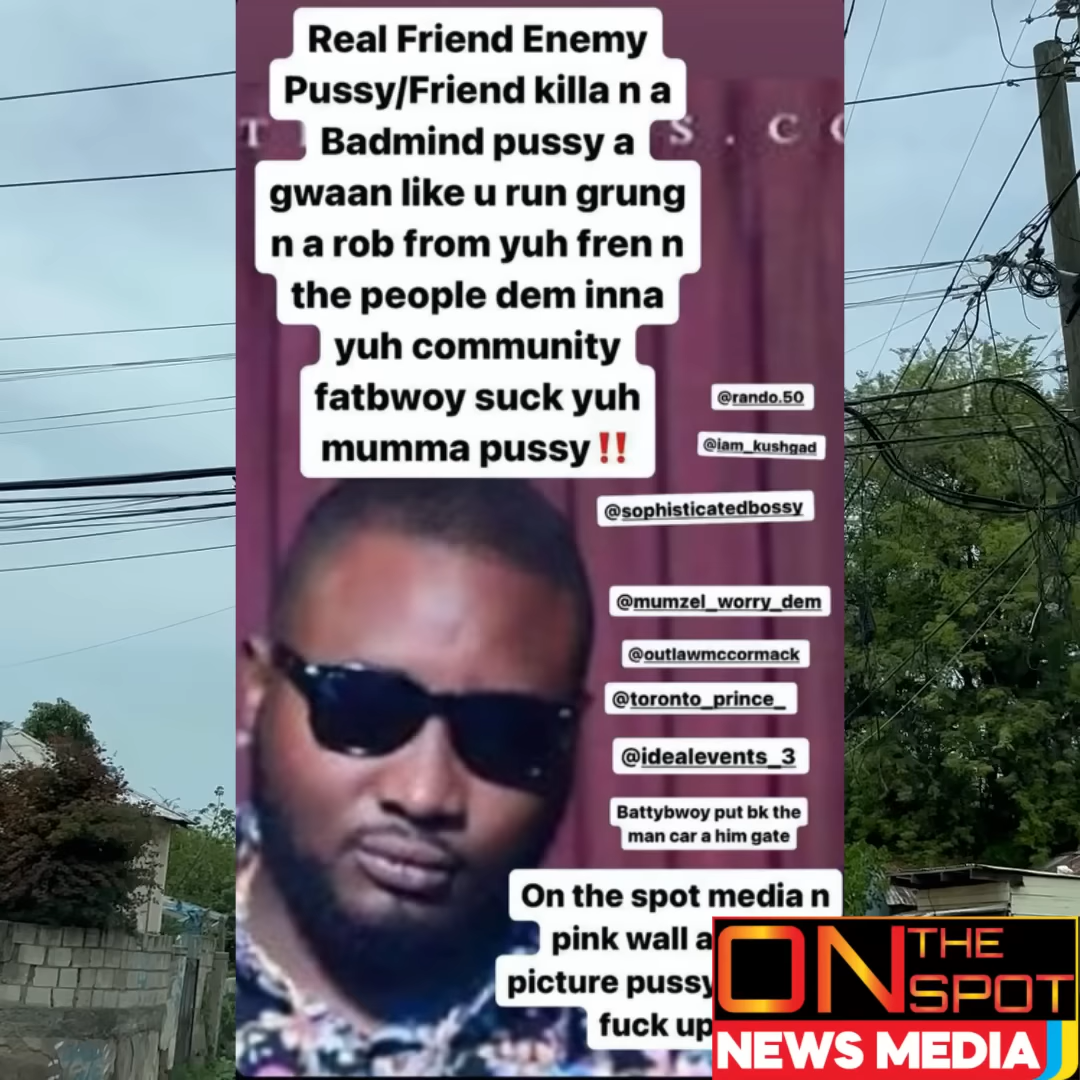 Real Friend Enemy
Pussy/Friend killa n a
Badmind pussy a
gwaan like u run grung
n a rob from yuh fren n
the people dem inna
yuh community
fatbwoy suck yuh
mumma pussy‼️
S . C
@rando.50
@iam_kushgad
@sophisticatedbossy
@mumzel_worry_dem
@outlawmccormack
@toronto_prince_
@idealevents_3
Battybwoy put bk the
man car a him gate
On the spot media n
pink wall a
picture pussy
fuck up
ON THE SPOT
NEWS MEDIA